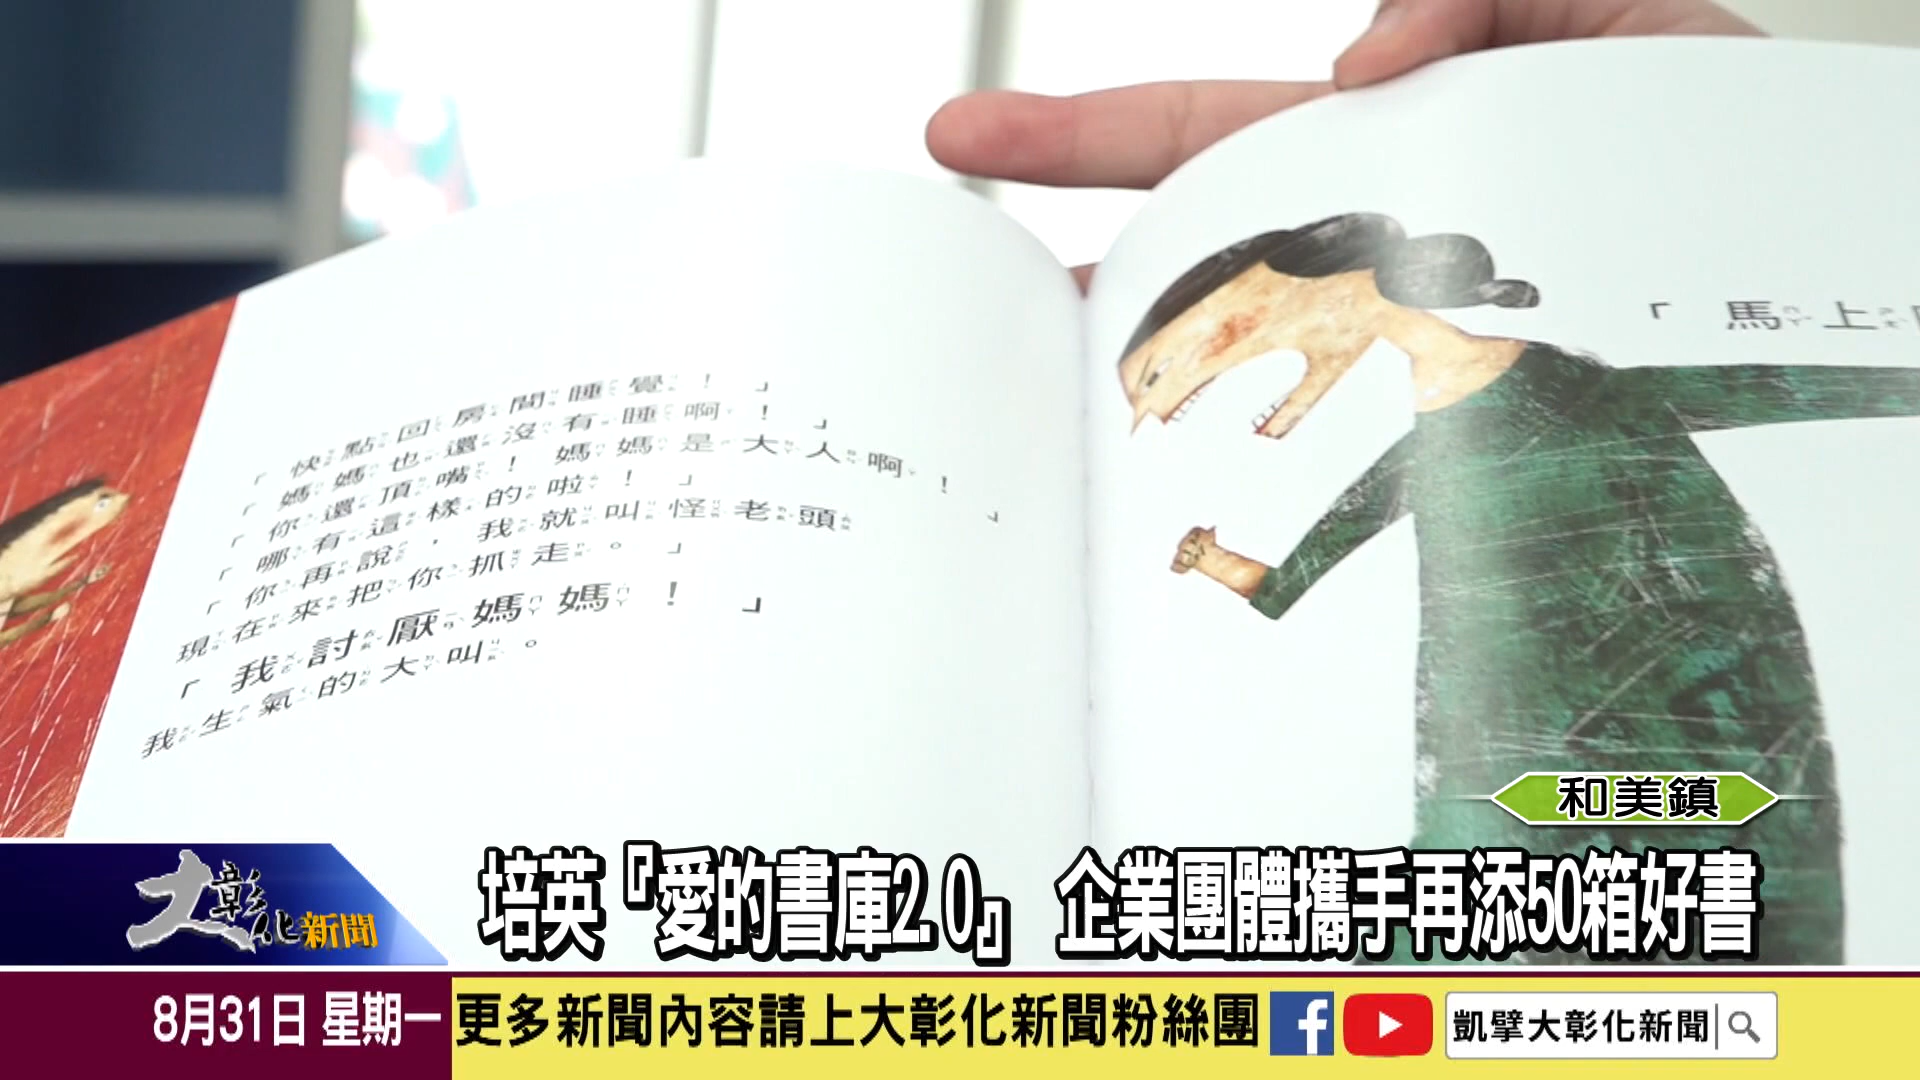 「快點回房間睡覺！」
「媽媽也還沒有睡啊！」
「你還頂嘴！媽媽是大人啊！」
「哪有這樣的啦！」
「你再說，我就叫怪老頭
現在來把你抓走。」
「我討厭媽媽！」
我生氣的大叫。
「馬上
和美鎮
大彰化新聞
培英『愛的書庫2.0』 企業團體攜手再添50箱好書
8月31日 星期一
更多新聞內容請上大彰化新聞粉絲團
凱擘大彰化新聞